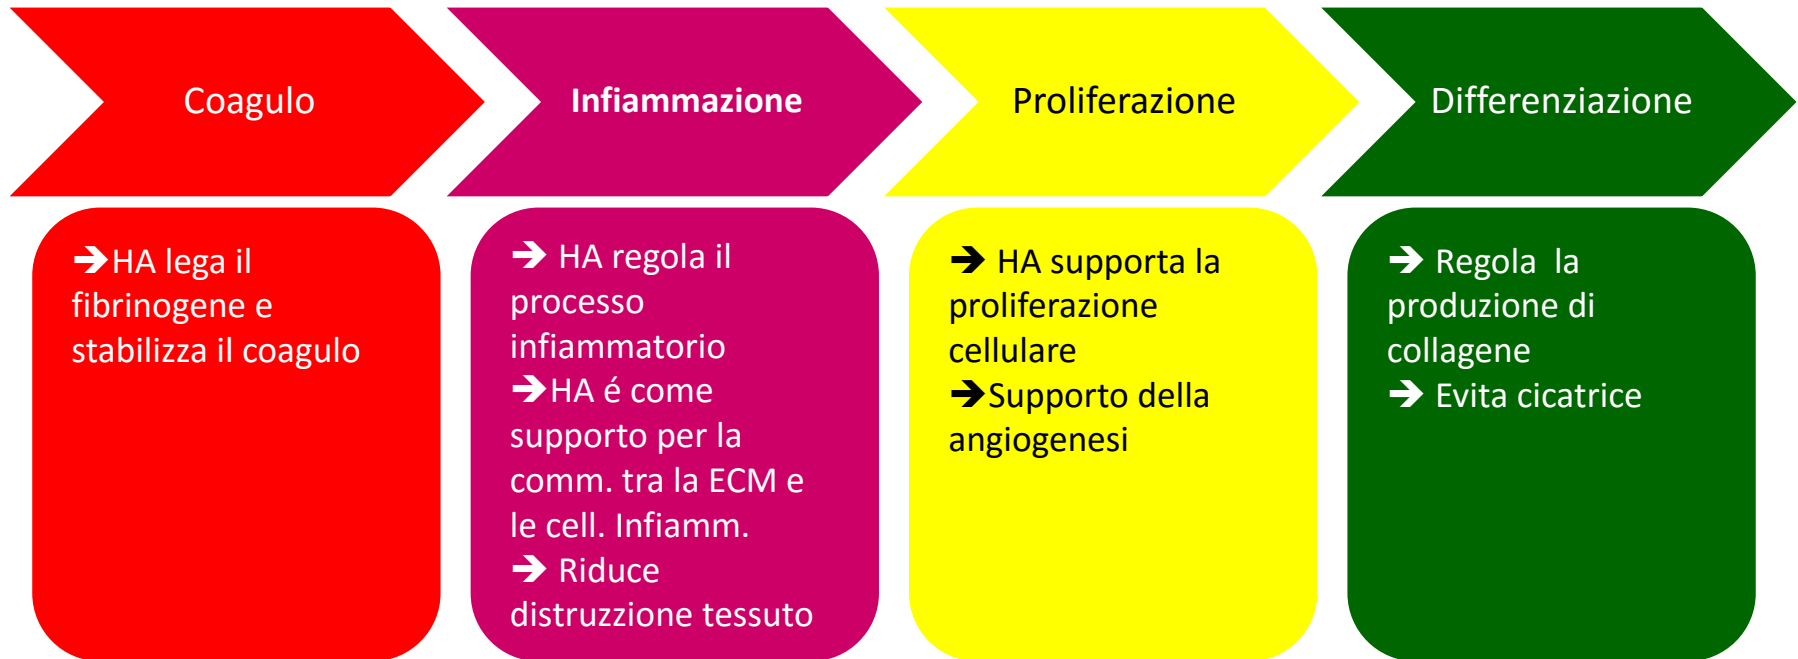 Coagulo
Infiammazione
Proliferazione
Differenziazione
➔HA lega il
fibrinogene e
stabilizza il coagulo
➔ HA regola il
processo
infiammatorio
➔HA é come
supporto per la
comm. tra la ECM e
le cell. Infiamm.
➔ Riduce
distruzzione tessuto
➔ HA supporta la
proliferazione
cellulare
➔Supporto della
angiogenesi
➔ Regola  la
produzione di
collagene
➔ Evita cicatrice